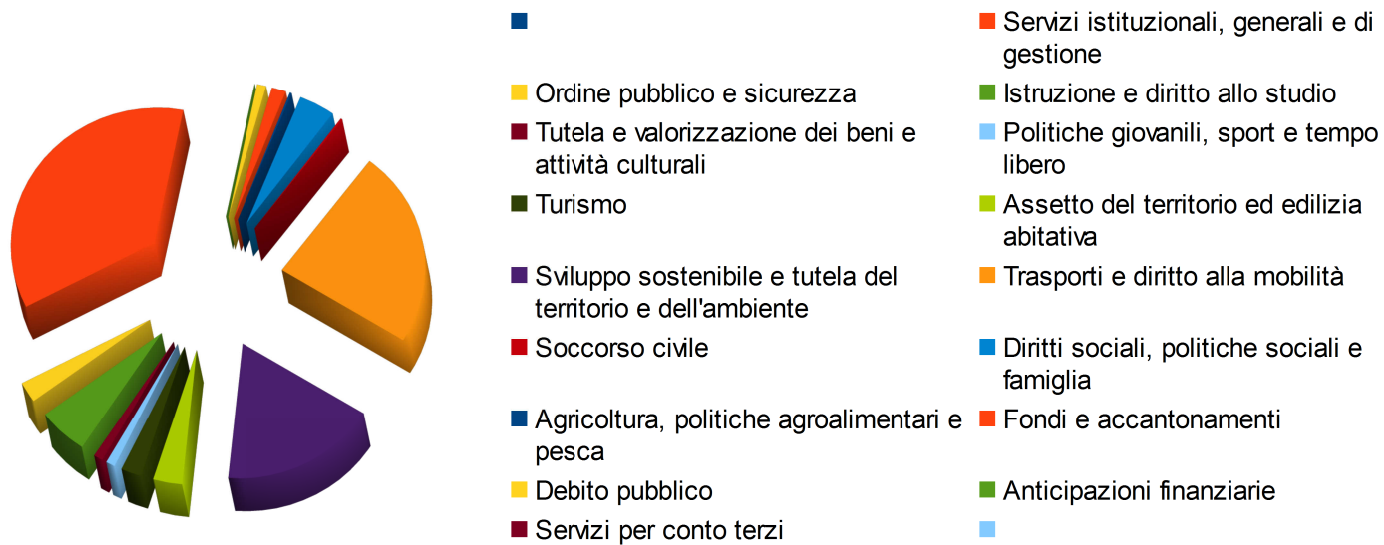 Servizi istituzionali, generali e di
gestione
Ordine pubblico e sicurezza
Istruzione e diritto allo studio
Tutela e valorizzazione dei beni e
attività culturali
Politiche giovanili, sport e tempo
libero
Turismo
Assetto del territorio ed edilizia
abitativa
Sviluppo sostenibile e tutela del
territorio e dell'ambiente
Trasporti e diritto alla mobilità
Soccorso civile
Diritti sociali, politiche sociali e
famiglia
Agricoltura, politiche agroalimentari e
pesca
Fondi e accantonamenti
Debito pubblico
Anticipazioni finanziarie
Servizi per conto terzi